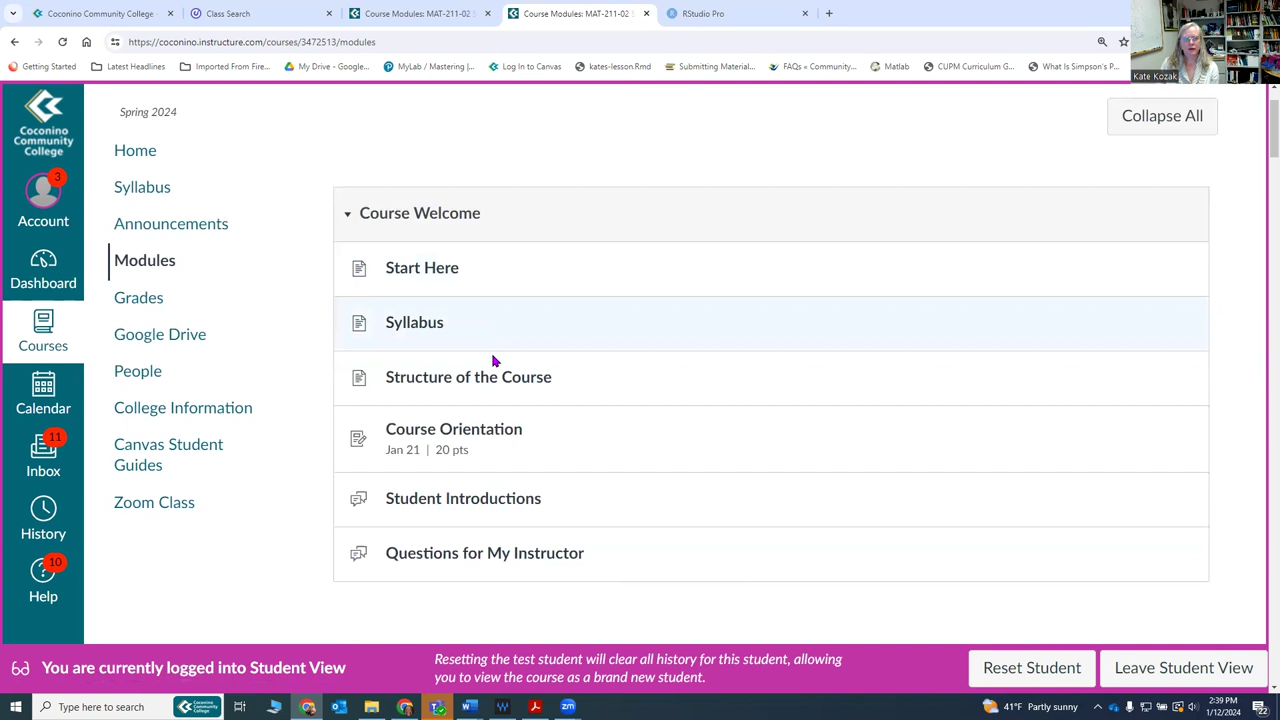 Coconino Community College -
Class Search
Course Modules: MAT-211-02 S
Course Modules: MAT-211-02 S
RStudio Pro
https://coconino.instructure.com/courses/3472513/modules
Getting Started
Latest Headlines
Imported From Fire...
My Drive - Google...
MyLab / Mastering |...
Log In to Canvas
kates-lesson.Rmd
Submitting Material...
FAQs « Community...
Matlab
CUPM Curriculum G...
What Is Simpson's P...
Kate Kozak
Coconino
Community
College
3
Account
Dashboard
Courses
Calendar
11
Inbox
History
10
Help
Spring 2024
Home
Syllabus
Announcements
Modules
Grades
Google Drive
People
College Information
Canvas Student
Guides
Zoom Class
Collapse All
Course Welcome
Start Here
Syllabus
Structure of the Course
Course Orientation
Jan 21 | 20 pts
Student Introductions
Questions for My Instructor
You are currently logged into Student View
Resetting the test student will clear all history for this student, allowing
you to view the course as a brand new student.
Reset Student
Leave Student View
Type here to search
41°F Partly sunny
2:39 PM
1/12/2024
22